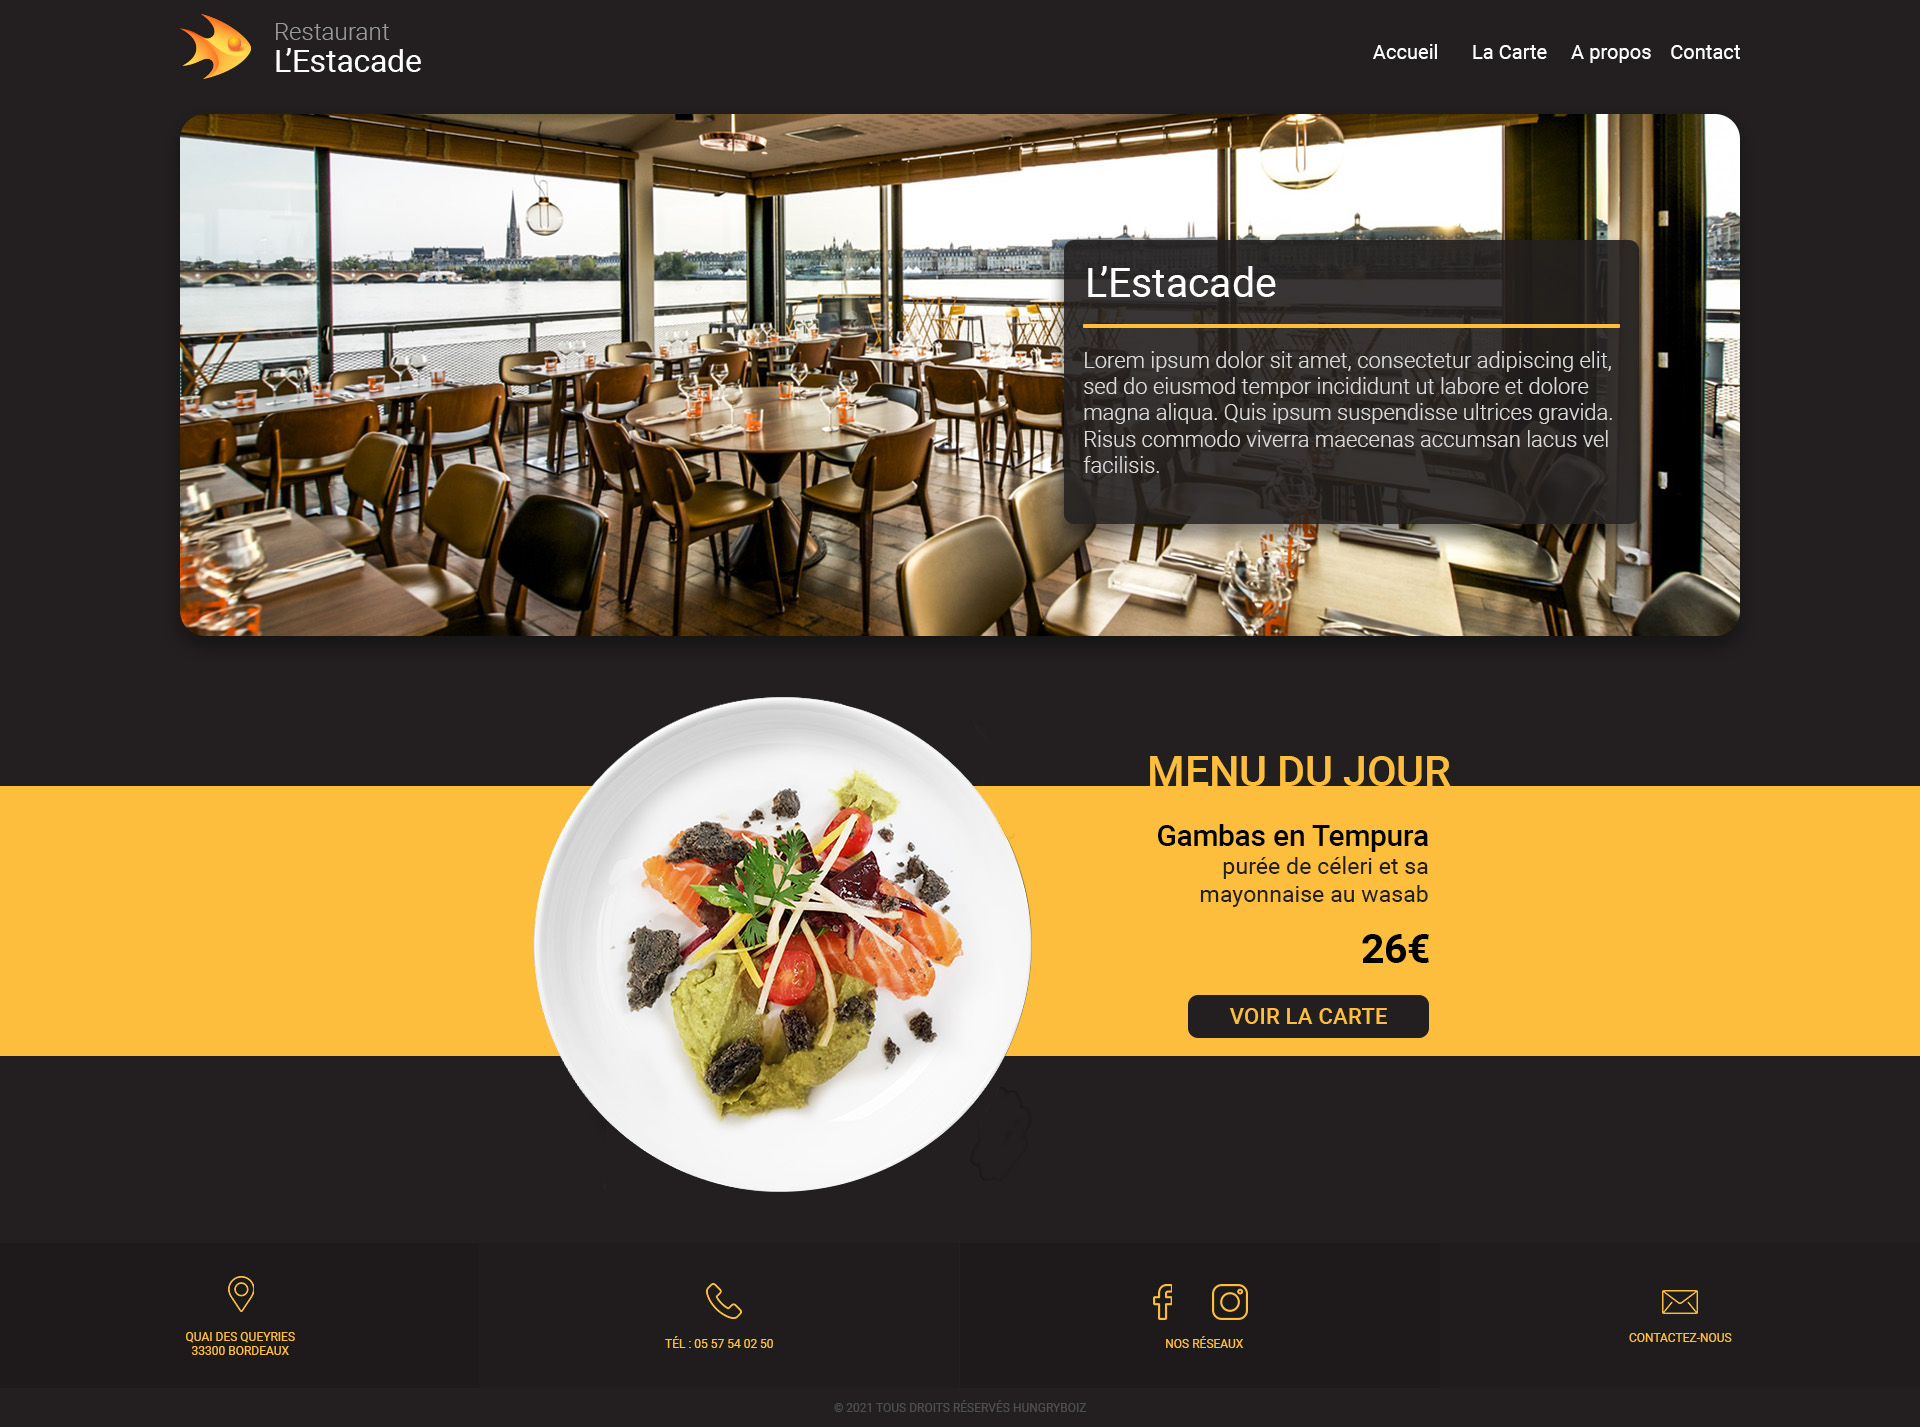 Restaurant
L’Estacade
Accueil La Carte A propos Contact
L’Estacade
Lorem ipsum dolor sit amet, consectetur adipiscing elit,
sed do eiusmod tempor incididunt ut labore et dolore
magna aliqua. Quis ipsum suspendisse ultrices gravida.
Risus commodo viverra maecenas accumsan lacus vel
facilisis.
MENU DU JOUR
Gambas en Tempura
purée de céleri et sa
mayonnaise au wasab
26€
VOIR LA CARTE
QUAI DES QUEYRIES
33300 BORDEAUX
TÉL : 05 57 54 02 50
NOS RÉSEAUX
CONTACTEZ-NOUS
© 2021 TOUS DROITS RÉSERVÉS HUNGRYBOIZ